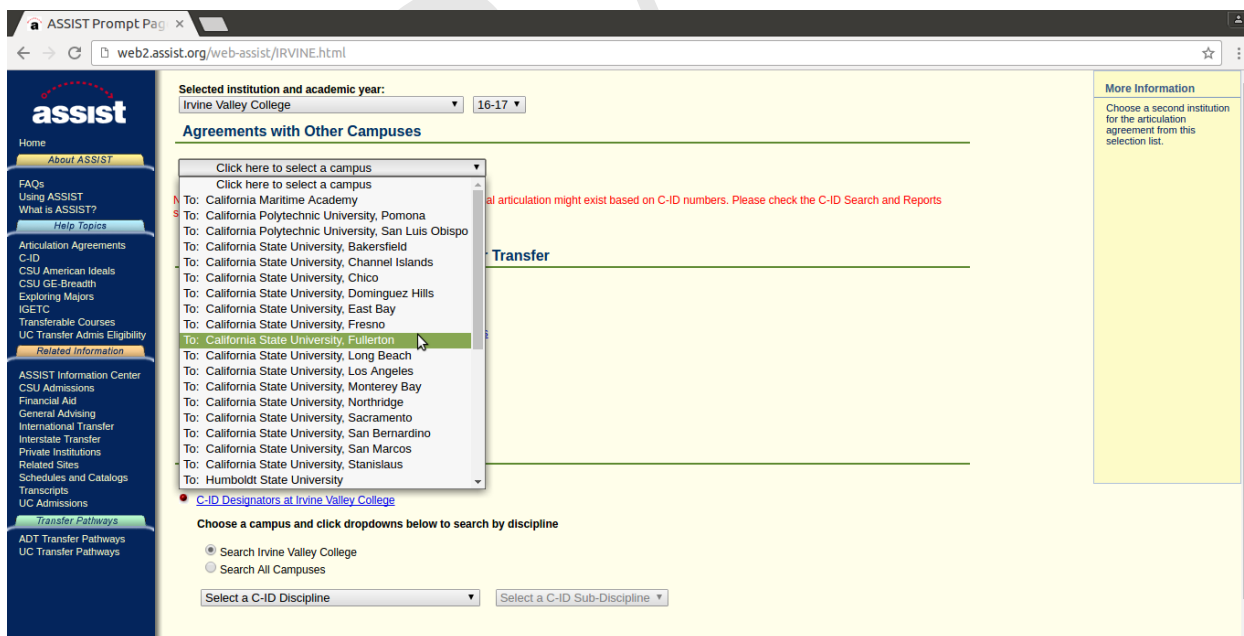 ASSIST Prompt Pag
web2.assist.org/web-assist/IRVINE.html
assist
Home
About ASSIST
FAQs
Using ASSIST
What is ASSIST?
Help Topics
Articulation Agreements
C-ID
CSU American Ideals
CSU GE-Breadth
Exploring Majors
IGETC
Transferable Courses
UC Transfer Admis Eligibility
Related Information
ASSIST Information Center
CSU Admissions
Financial Aid
General Advising
International Transfer
Interstate Transfer
Private Institutions
Related Sites
Schedules and Catalogs
Transcripts
UC Admissions
Transfer Pathways
ADT Transfer Pathways
UC Transfer Pathways
Selected institution and academic year:
Irvine Valley College 16-17
Agreements with Other Campuses
Click here to select a campus
Click here to select a campus
To: California Maritime Academy
al articulation might exist based on C-ID numbers. Please check the C-ID Search and Reports
To: California Polytechnic University, Pomona
To: California Polytechnic University, San Luis Obispo
To: California State University, Bakersfield
r Transfer
To: California State University, Channel Islands
To: California State University, Chico
To: California State University, Dominguez Hills
To: California State University, East Bay
To: California State University, Fresno
To: California State University, Fullerton
To: California State University, Long Beach
To: California State University, Los Angeles
To: California State University, Monterey Bay
To: California State University, Northridge
To: California State University, Sacramento
To: California State University, San Bernardino
To: California State University, San Marcos
To: California State University, Stanislaus
To: Humboldt State University
C-ID Designators at Irvine Valley College
Choose a campus and click dropdowns below to search by discipline
Search Irvine Valley College
Search All Campuses
Select a C-ID Discipline Select a C-ID Sub-Discipline
More Information
Choose a second institution
for the articulation
agreement from this
selection list.